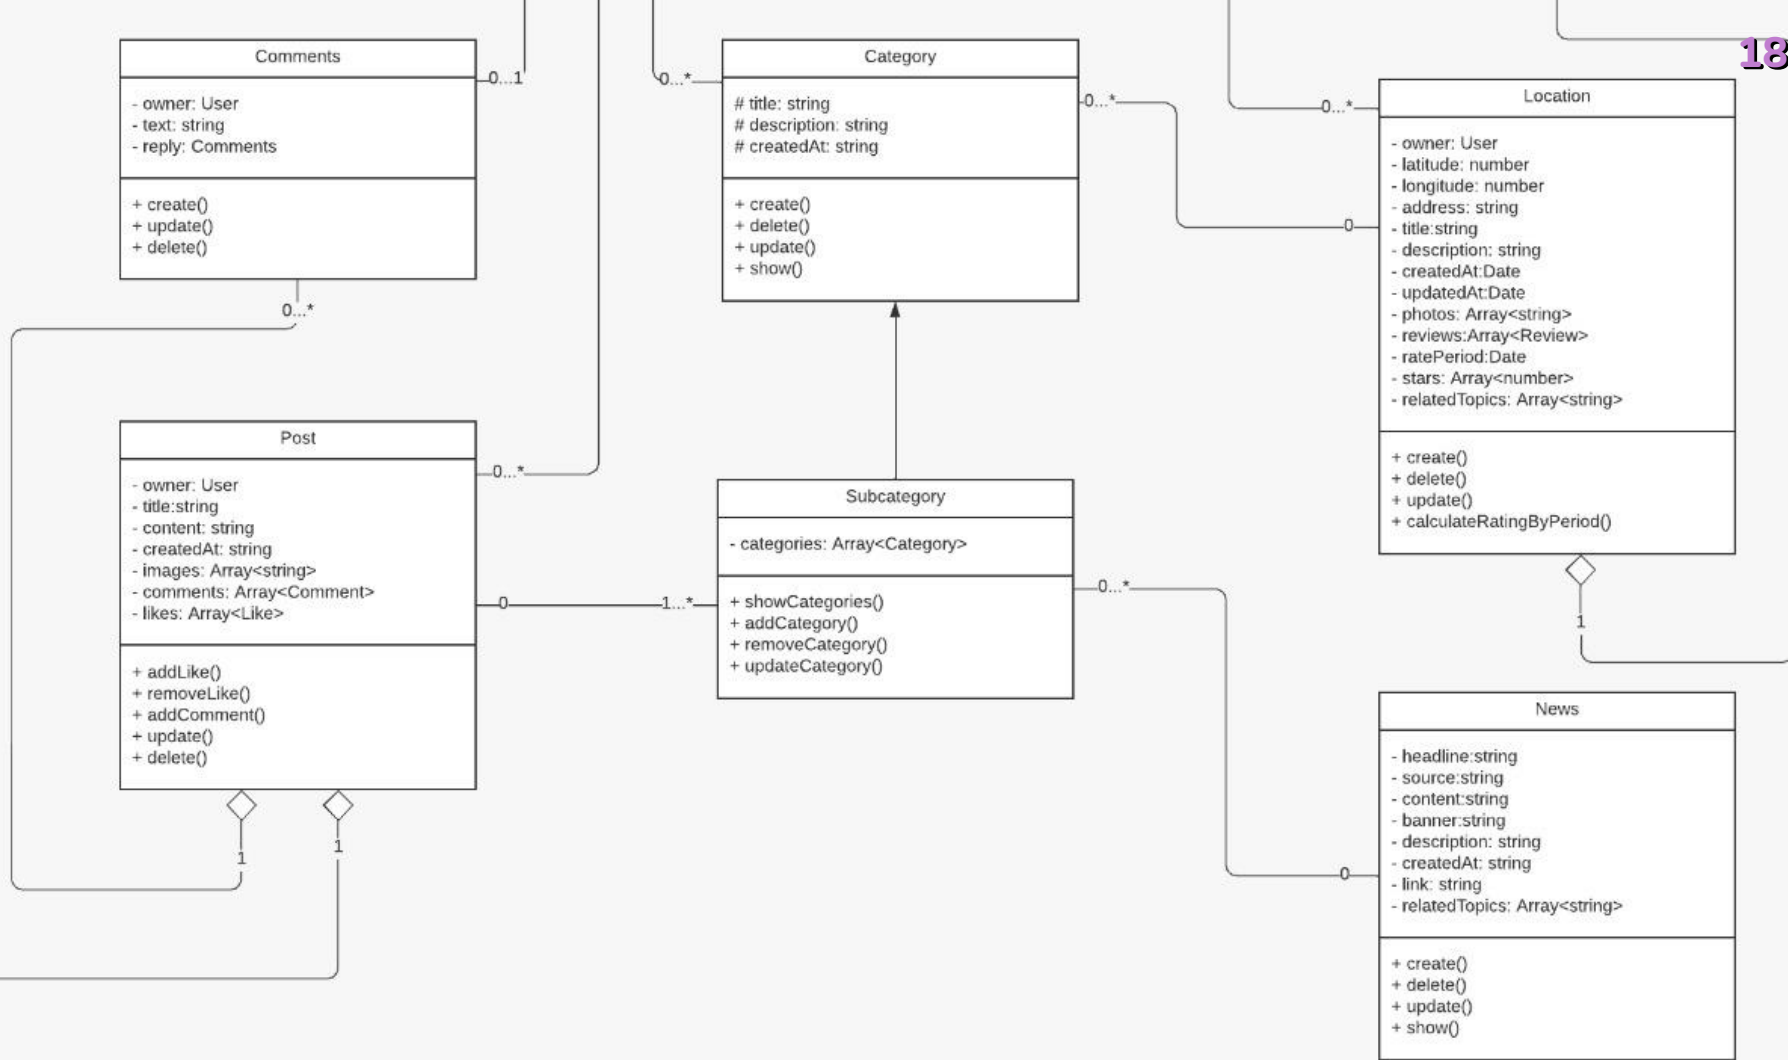 18
Comments
- owner: User
- text: string
- reply: Comments
+ create()
+ update()
+ delete()
0...1
0...*
Category
# title: string
# description: string
# createdAt: string
+ create()
+ delete()
+ update()
+ show()
0...*
0...*
0
Location
- owner: User
- latitude: number
- longitude: number
- address: string
- title:string
- description: string
- createdAt:Date
- updatedAt:Date
- photos: Array<string>
- reviews:Array<Review>
- ratePeriod:Date
- stars: Array<number>
- relatedTopics: Array<string>
+ create()
+ delete()
+ update()
+ calculateRatingByPeriod()
0...*
1
Post
- owner: User
- title:string
- content: string
- createdAt: string
- images: Array<string>
- comments: Array<Comment>
- likes: Array<Like>
+ addLike()
+ removeLike()
+ addComment()
+ update()
+ delete()
0...*
0
1...*
1
1
Subcategory
- categories: Array<Category>
+ showCategories()
+ addCategory()
+ removeCategory()
+ updateCategory()
0...*
0
News
- headline:string
- source:string
- content:string
- banner:string
- description: string
- createdAt: string
- link: string
- relatedTopics: Array<string>
+ create()
+ delete()
+ update()
+ show()